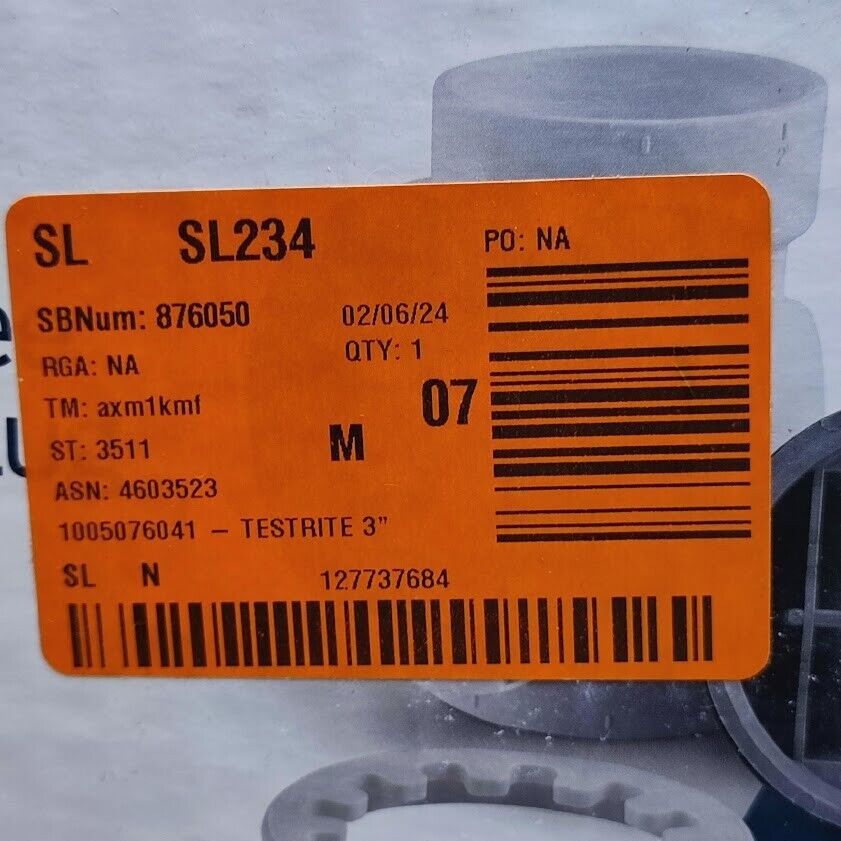 SL SL234 PO: NA
SBNum: 876050 02/06/24
RGA: NA QTY: 1
TM: axm1kmf 07
ST: 3511 M
ASN: 4603523
1005076041 – TESTRITE 3"
SL N 127737684